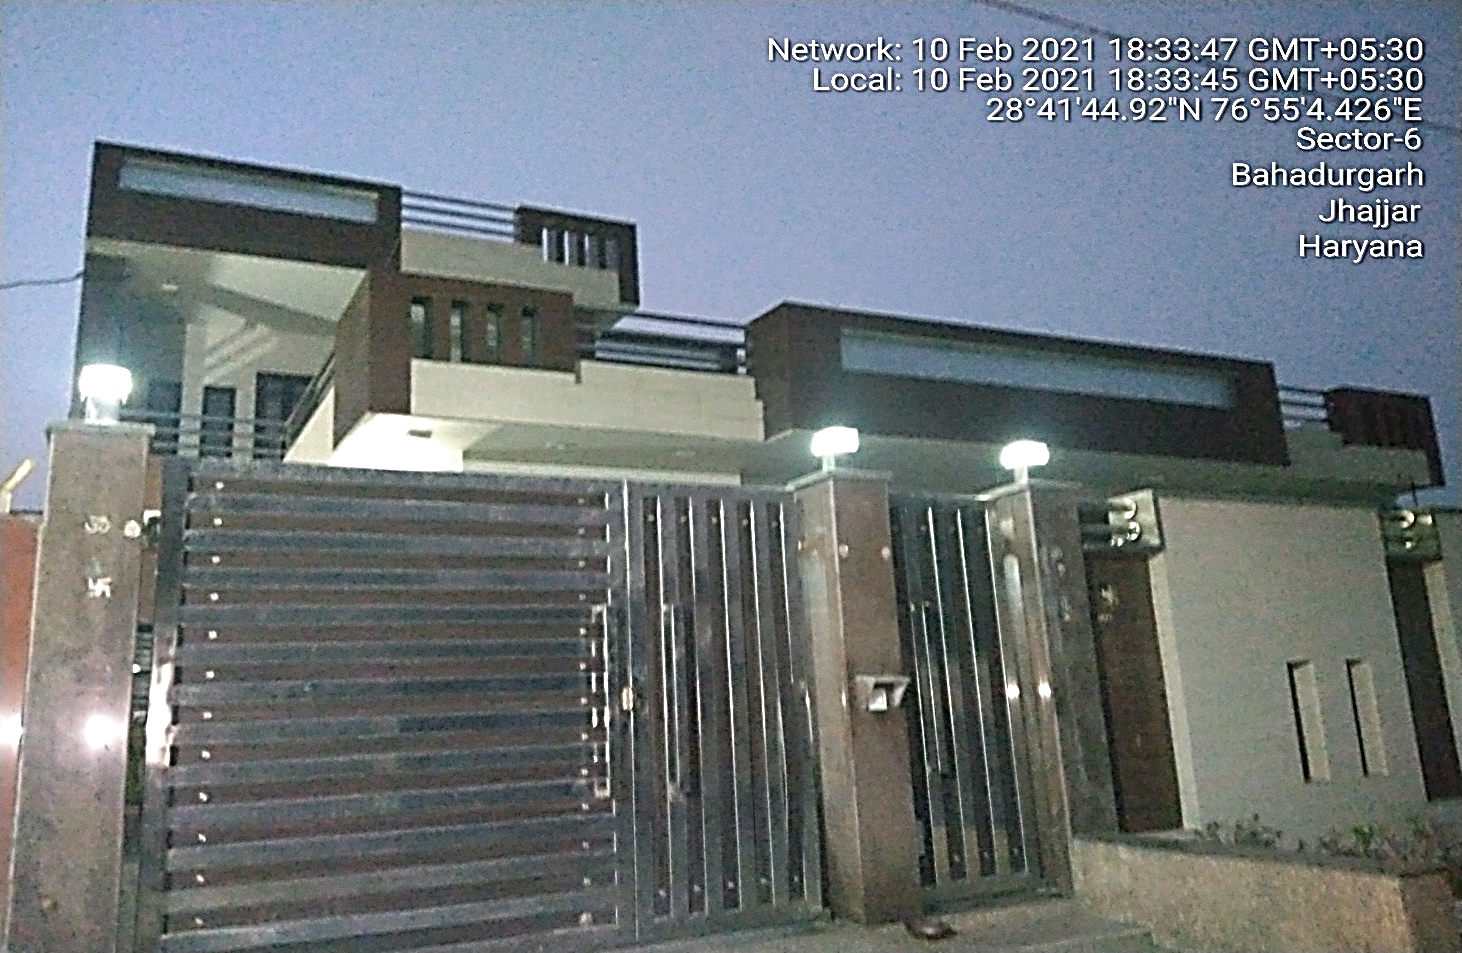 Network: 10 Feb 2021 18:33:47 GMT+05:30
Local: 10 Feb 2021 18:33:45 GMT+05:30
28°41'44.92"N 76°55'4.426"E
Sector-6
Bahadurgarh
Jhajjar
Haryana
ॐ
卐